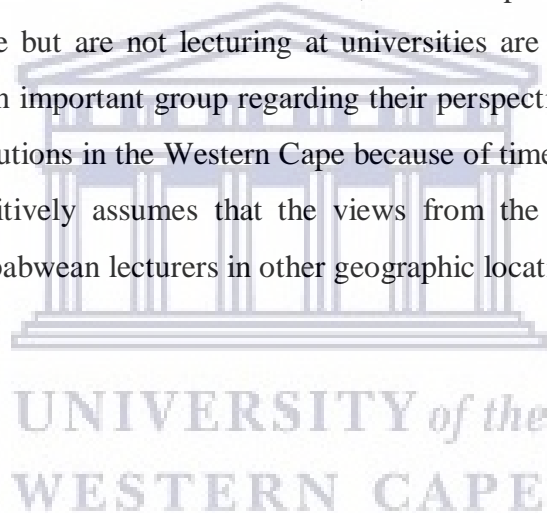 e but are not lecturing at universities are
n important group regarding their perspecti
utions in the Western Cape because of time
itively assumes that the views from the
babwean lecturers in other geographic locat
UNIVERSITY of the
WESTERN CAPE